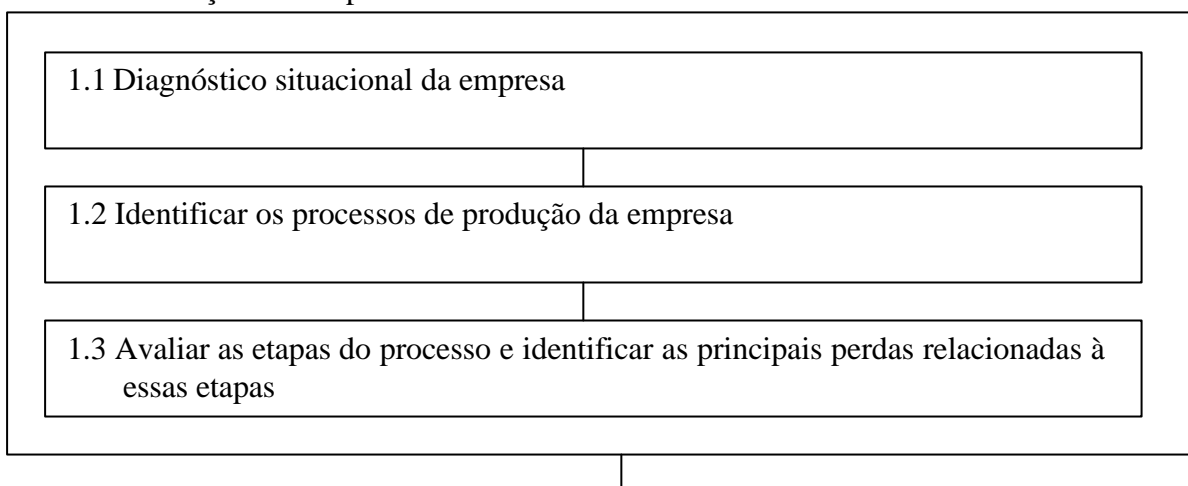 1.1 Diagnóstico situacional da empresa
1.2 Identificar os processos de produção da empresa
1.3 Avaliar as etapas do processo e identificar as principais perdas relacionadas à
essas etapas